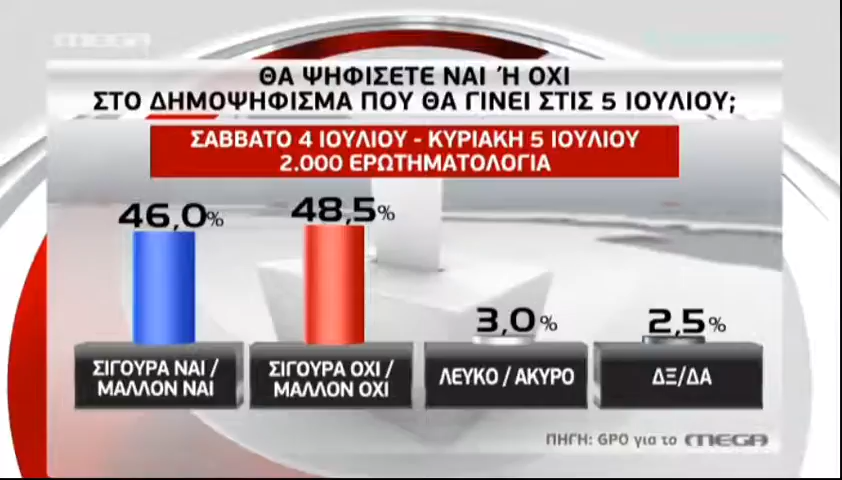 MEGA
ΘΑ ΨΗΦΙΣΕΤΕ ΝΑΙ Ή ΟΧΙ
ΣΤΟ ΔΗΜΟΨΗΦΙΣΜΑ ΠΟΥ ΘΑ ΓΙΝΕΙ ΣΤΙΣ 5 ΙΟΥΛΙΟΥ;
ΣΑΒΒΑΤΟ 4 ΙΟΥΛΙΟΥ - ΚΥΡΙΑΚΗ 5 ΙΟΥΛΙΟΥ
2.000 ΕΡΩΤΗΜΑΤΟΛΟΓΙΑ
46,0% 48,5%
3,0% 2,5%
ΣΙΓΟΥΡΑ ΝΑΙ /
ΜΑΛΛΟΝ ΝΑΙ
ΣΙΓΟΥΡΑ ΟΧΙ /
ΜΑΛΛΟΝ ΟΧΙ
ΛΕΥΚΟ / ΑΚΥΡΟ
ΔΞ/ΔΑ
ΠΗΓΗ: GPO για το MEGA